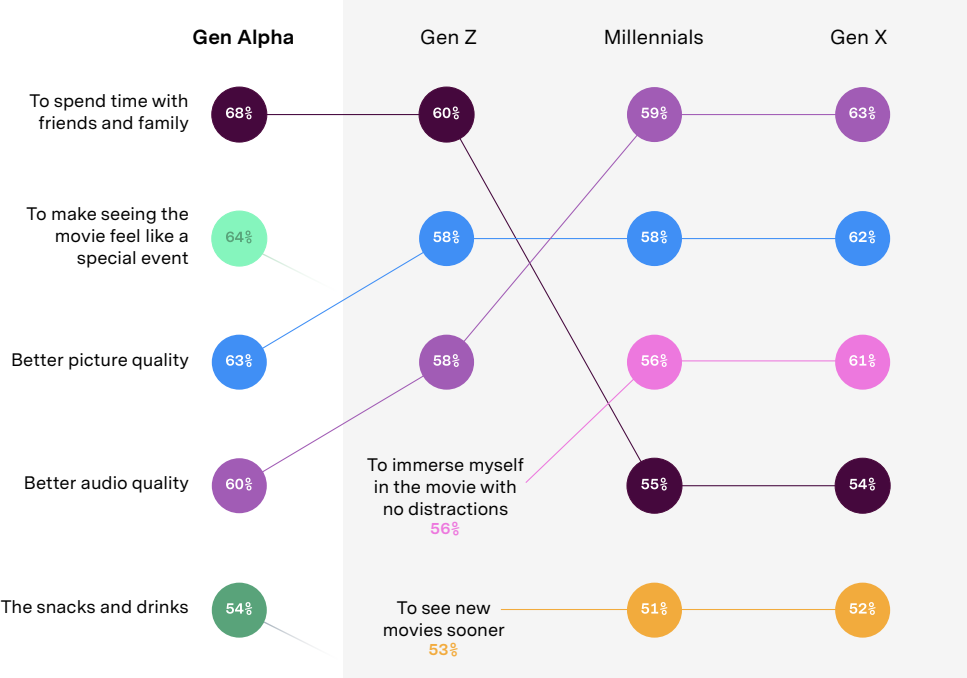 Gen Alpha
Gen Z
Millennials
Gen X
To spend time with
friends and family
68%
60%
59%
63%
To make seeing the
movie feel like a
special event
64%
58%
58%
62%
Better picture quality
63%
58%
56%
61%
Better audio quality
60%
To immerse myself
in the movie with
no distractions
56%
55%
54%
The snacks and drinks
54%
To see new
movies sooner
53%
51%
52%